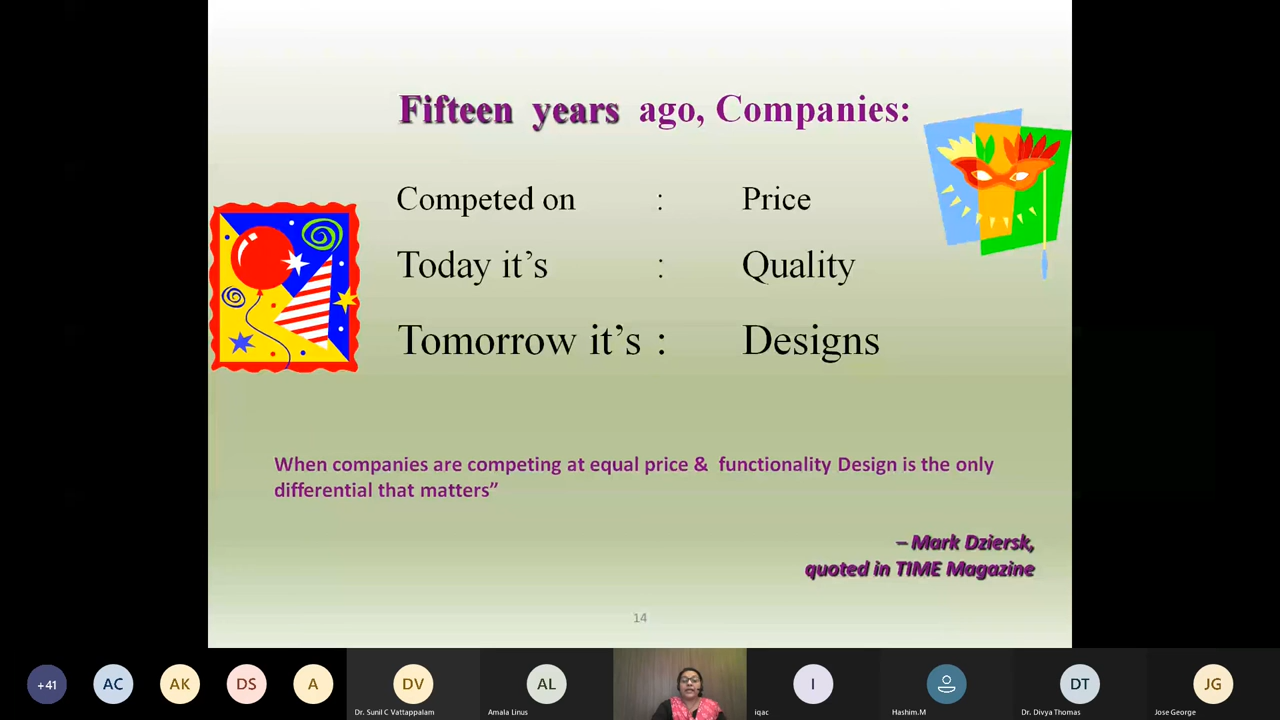 Fifteen years ago, Companies:
Competed on : Price
Today it’s : Quality
Tomorrow it’s : Designs
When companies are competing at equal price & functionality Design is the only
differential that matters”
– Mark Dziersk,
quoted in TIME Magazine
14
+41 AC AK DS A DV AL I DT JG
Dr. Sunil C Vattappalam Amala Linus iqac Hashim.M Dr. Divya Thomas Jose George